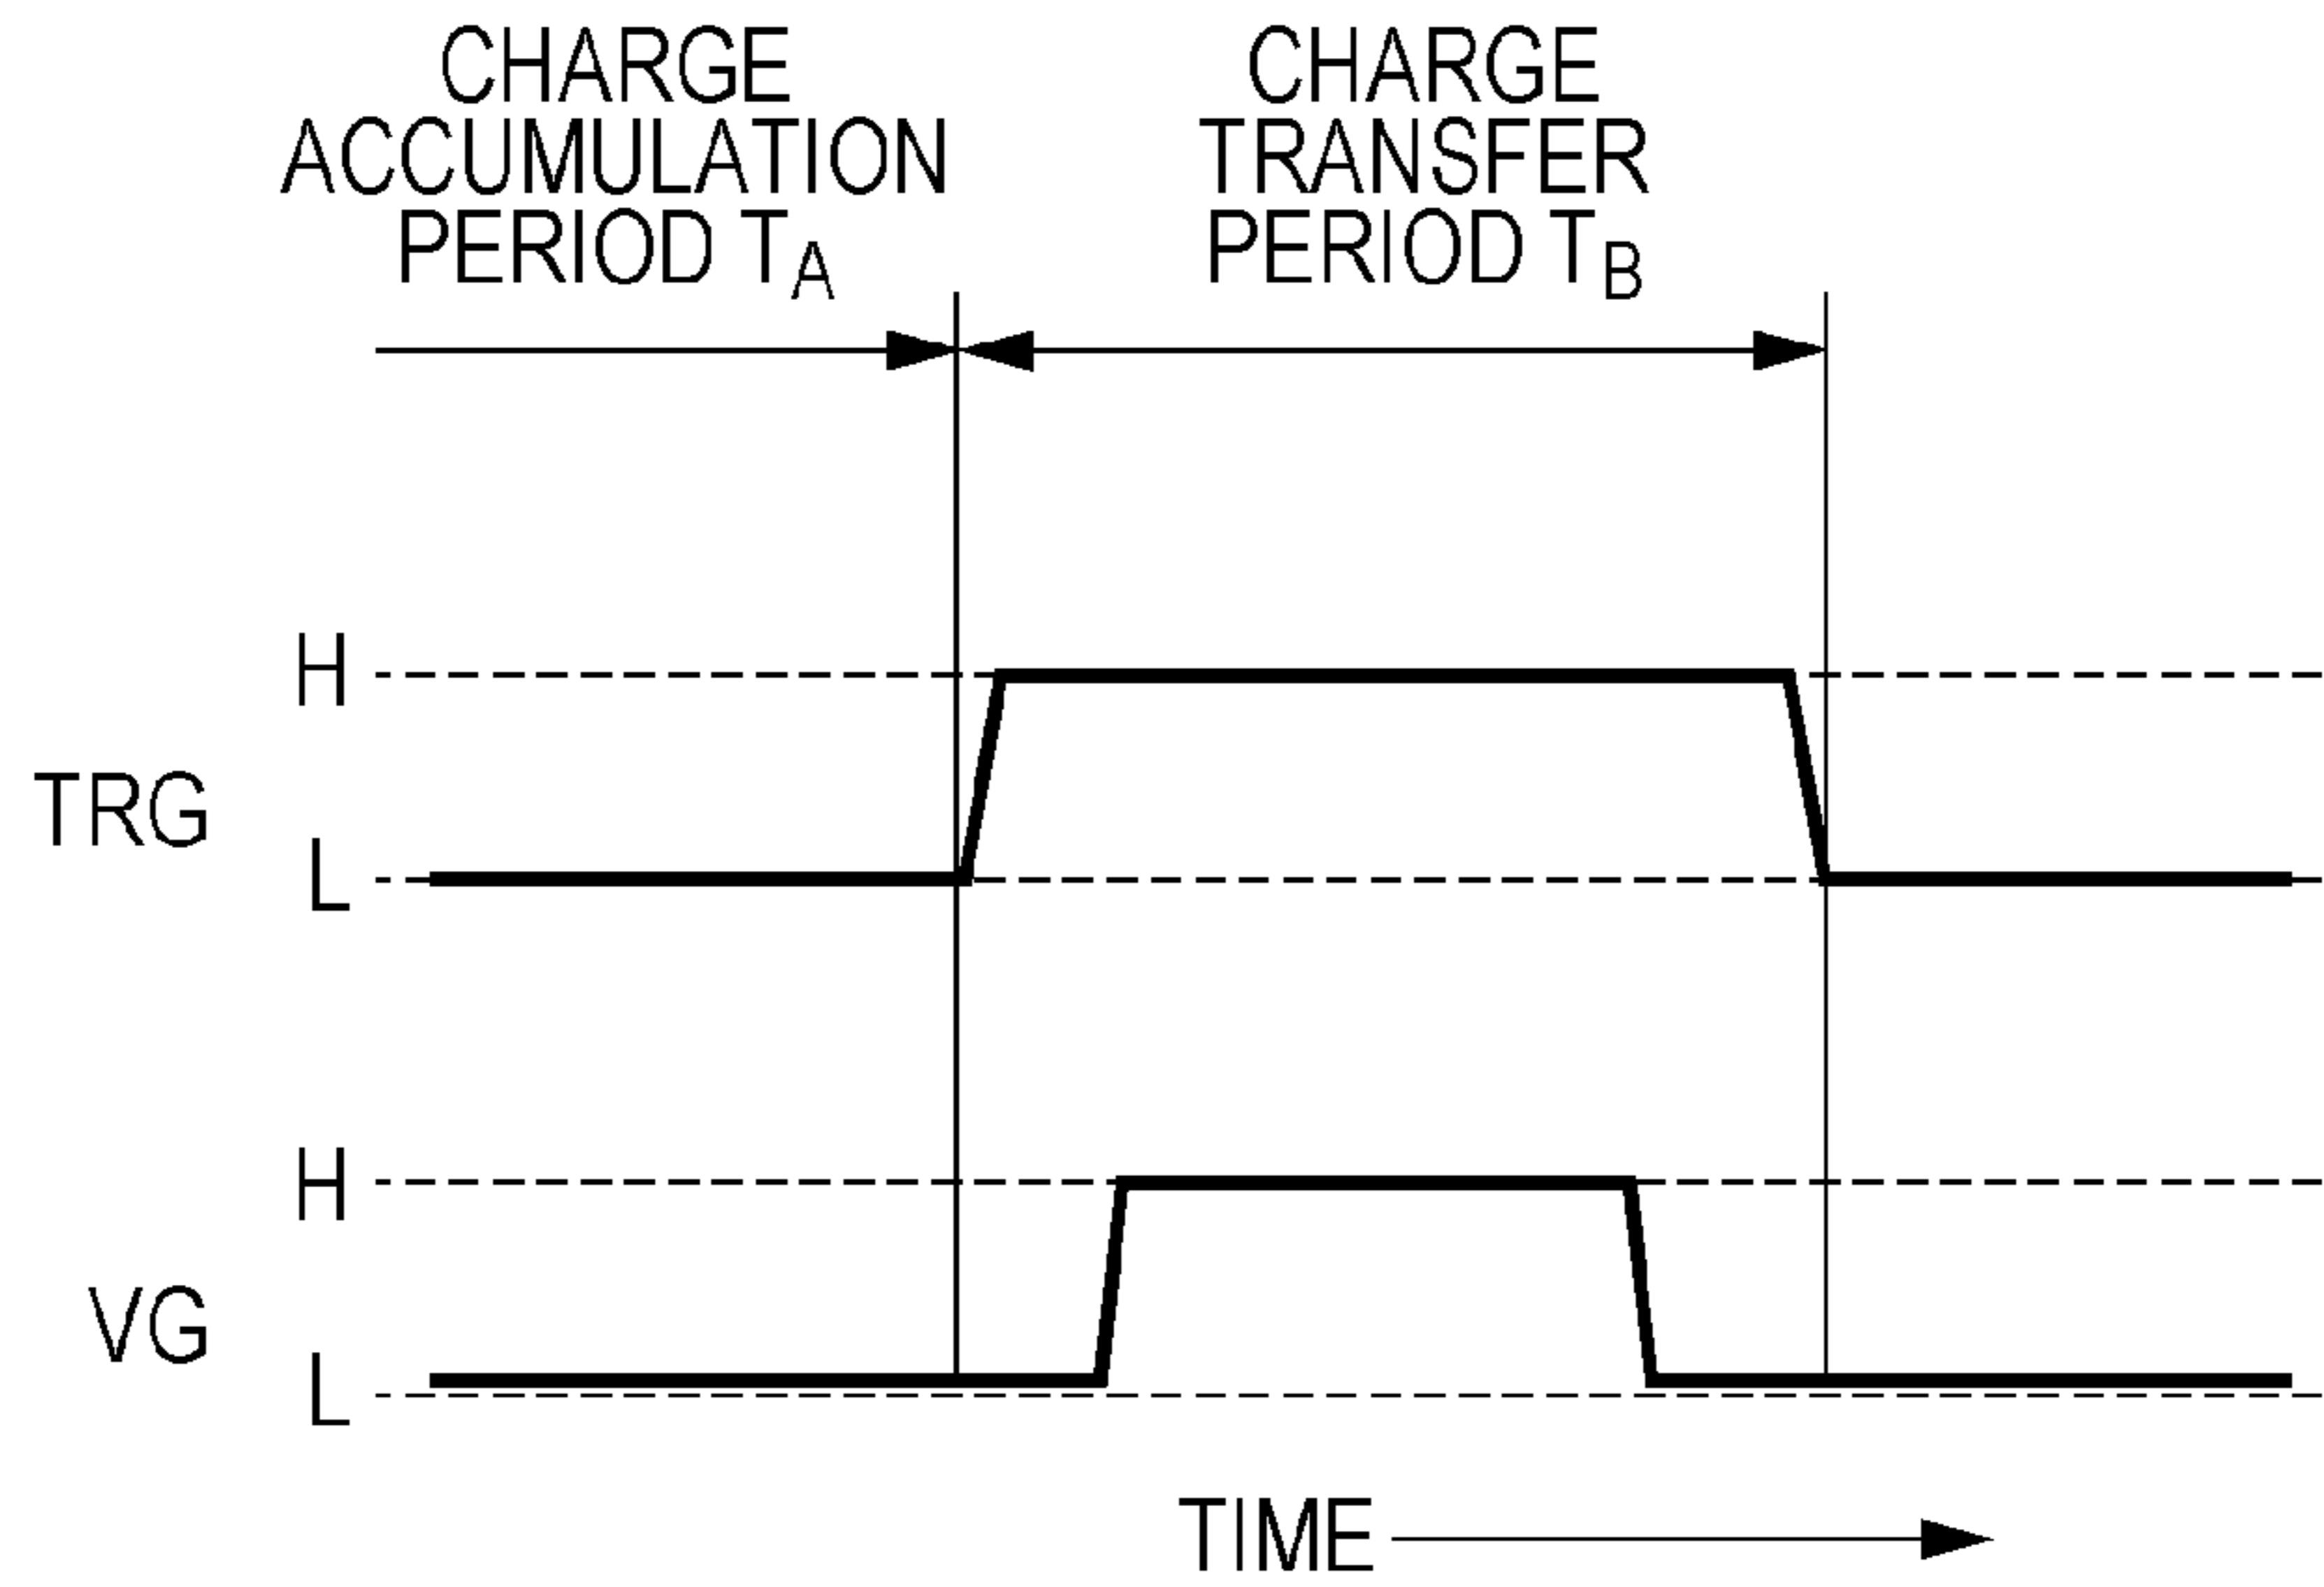 CHARGE
ACCUMULATION
PERIOD TA
CHARGE
TRANSFER
PERIOD TB
H
TRG
L
H
VG
L
TIME